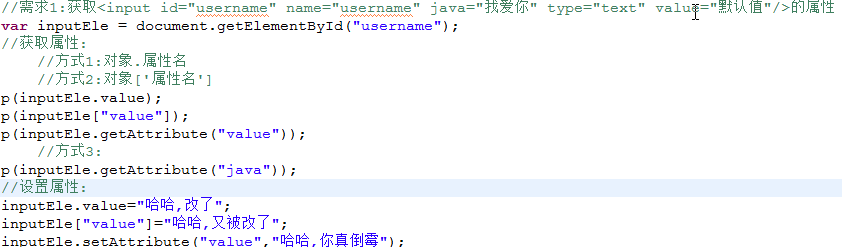 //需求1:获取<input id="username" name="username" java="我爱你" type="text" value="默认值"/>的属性
var inputEle = document.getElementById("username");
//获取属性:
//方式1:对象.属性名
//方式2:对象['属性名']
p(inputEle.value);
p(inputEle["value"]);
p(inputEle.getAttribute("value"));
//方式3:
p(inputEle.getAttribute("java"));
//设置属性:
inputEle.value="哈哈,改了";
inputEle["value"]="哈哈,又被改了";
inputEle.setAttribute("value","哈哈,你真倒霉");